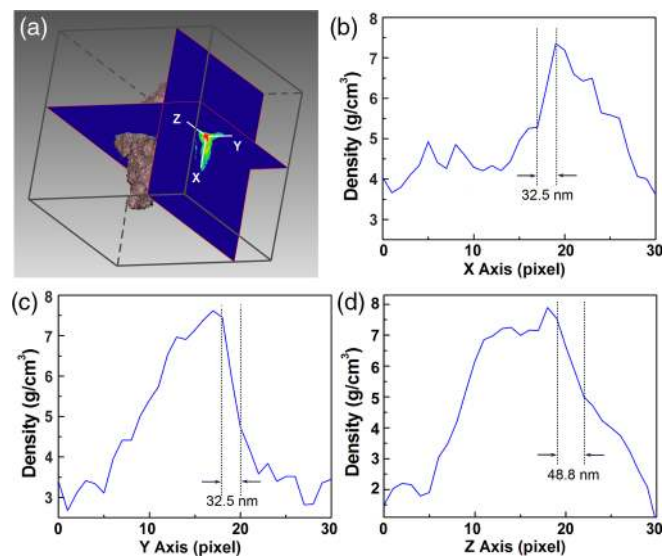 (a)
Z
Y
X
(b)
Density (g/cm³)
8
7
6
5
4
3
32.5 nm
0 10 20 30
X Axis (pixel)
(c)
Density (g/cm³)
8
7
6
5
4
3
32.5 nm
0 10 20 30
Y Axis (pixel)
(d)
Density (g/cm³)
8
7
6
5
4
3
2
48.8 nm
0 10 20 30
Z Axis (pixel)